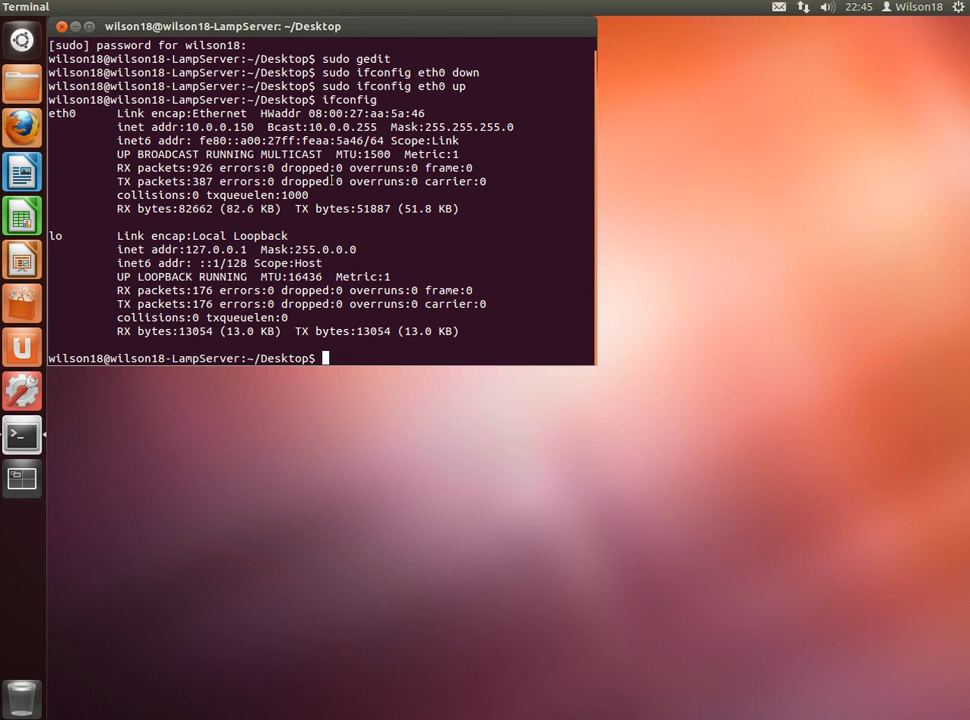 Terminal
22:45
Wilson18
wilson18@wilson18-LampServer: ~/Desktop
[sudo] password for wilson18:
wilson18@wilson18-LampServer:~/Desktop$ sudo gedit
wilson18@wilson18-LampServer:~/Desktop$ sudo ifconfig eth0 down
wilson18@wilson18-LampServer:~/Desktop$ sudo ifconfig eth0 up
wilson18@wilson18-LampServer:~/Desktop$ ifconfig
eth0      Link encap:Ethernet  HWaddr 08:00:27:aa:5a:46
          inet addr:10.0.0.150  Bcast:10.0.0.255  Mask:255.255.255.0
          inet6 addr: fe80::a00:27ff:feaa:5a46/64 Scope:Link
          UP BROADCAST RUNNING MULTICAST  MTU:1500  Metric:1
          RX packets:926 errors:0 dropped:0 overruns:0 frame:0
          TX packets:387 errors:0 dropped:0 overruns:0 carrier:0
          collisions:0 txqueuelen:1000
          RX bytes:82662 (82.6 KB)  TX bytes:51887 (51.8 KB)
lo        Link encap:Local Loopback
          inet addr:127.0.0.1  Mask:255.0.0.0
          inet6 addr: ::1/128 Scope:Host
          UP LOOPBACK RUNNING  MTU:16436  Metric:1
          RX packets:176 errors:0 dropped:0 overruns:0 frame:0
          TX packets:176 errors:0 dropped:0 overruns:0 carrier:0
          collisions:0 txqueuelen:0
          RX bytes:13054 (13.0 KB)  TX bytes:13054 (13.0 KB)
wilson18@wilson18-LampServer:~/Desktop$